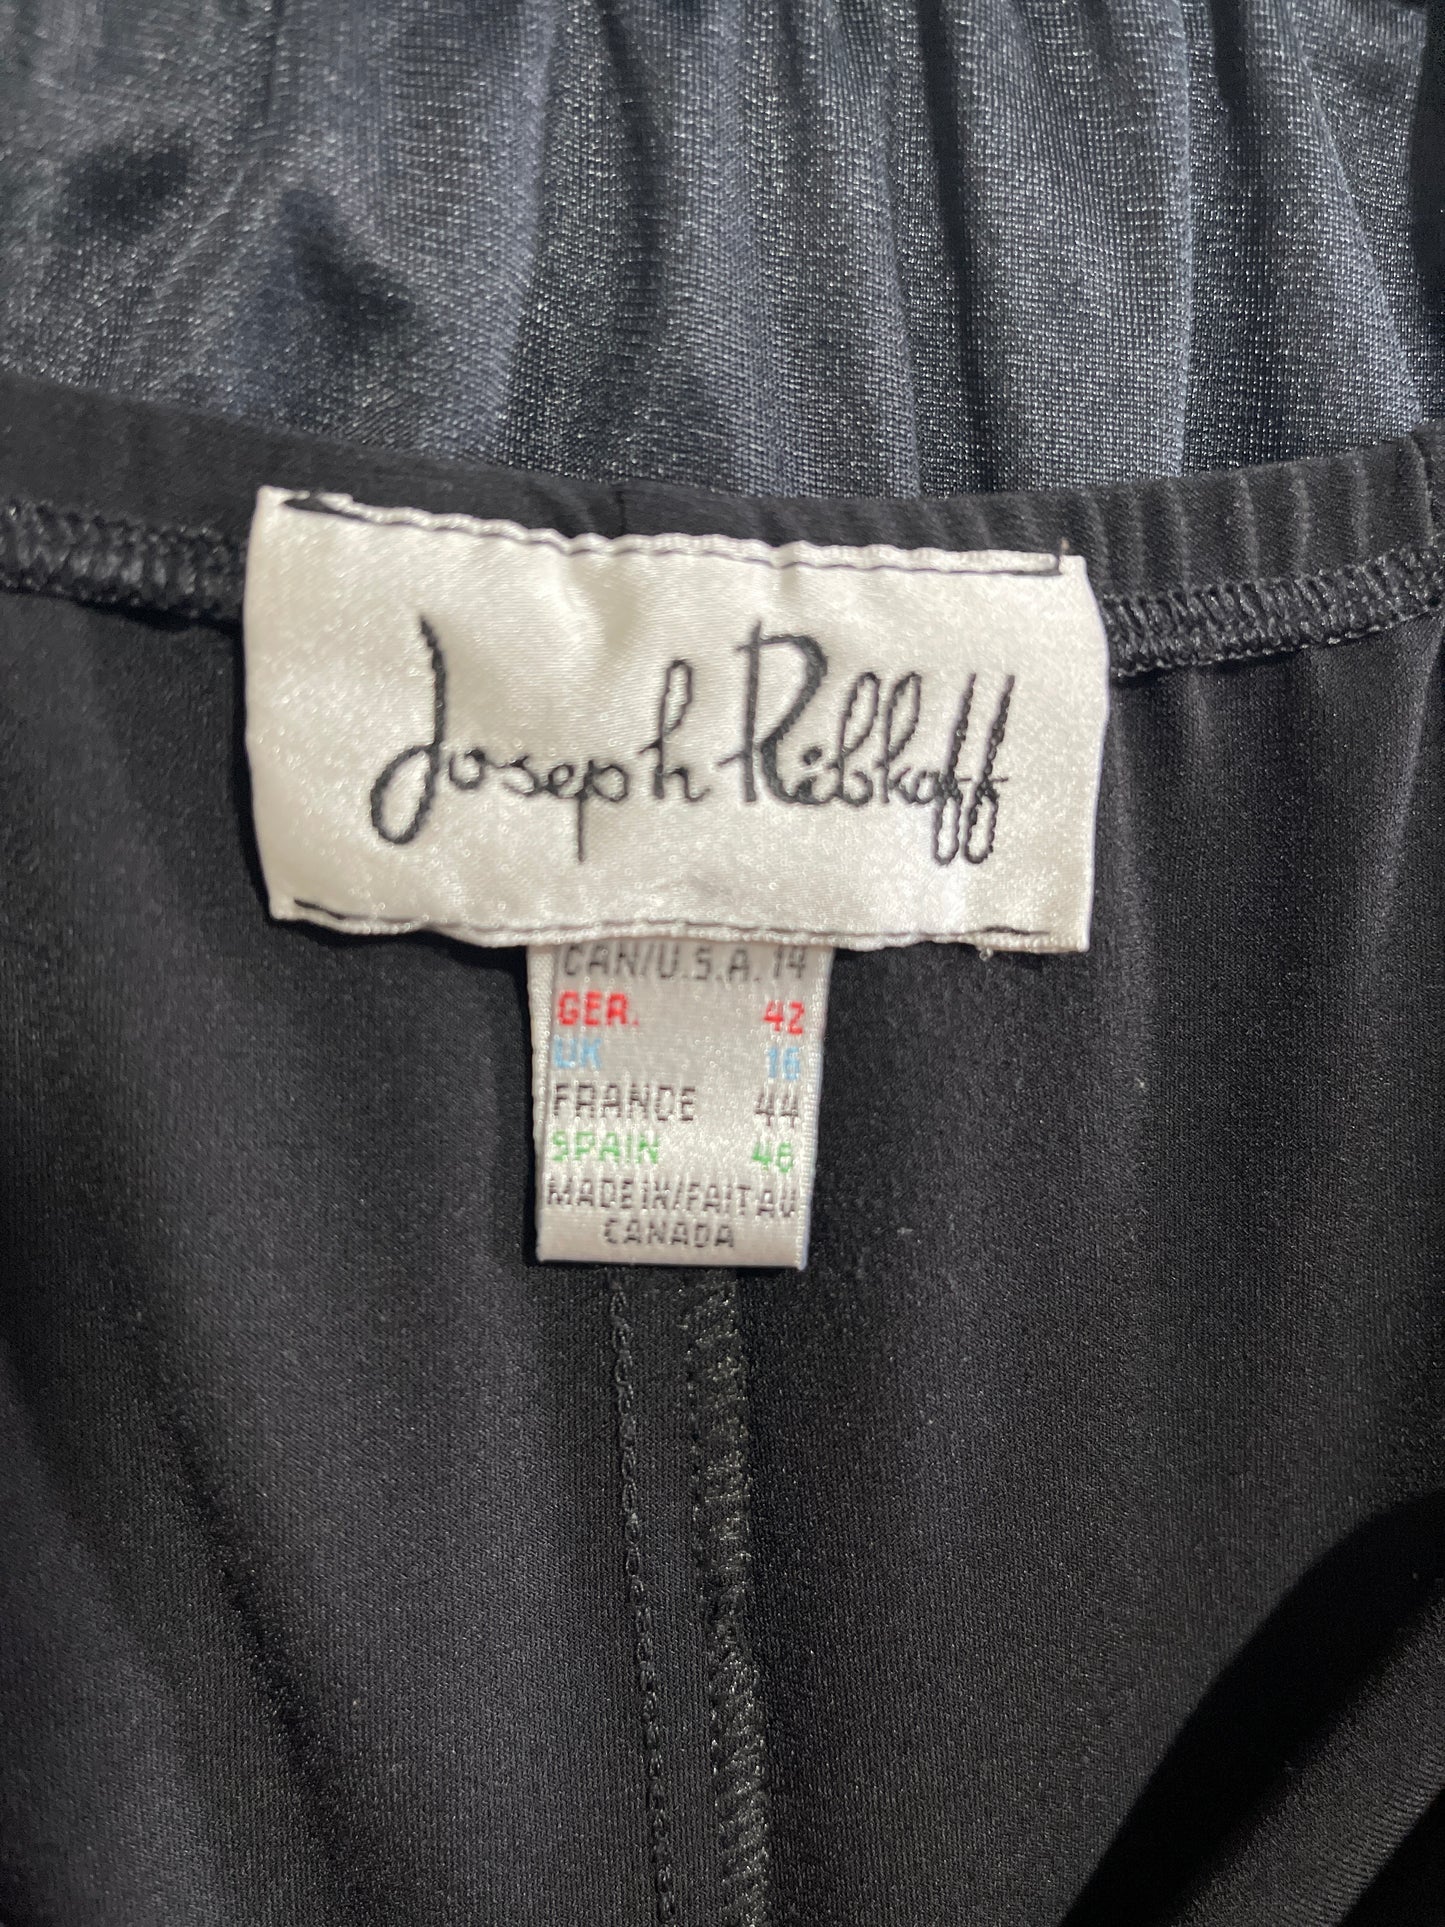 Joseph Ribkoff
CAN/U.S.A. 14
GER. 42
UK 16
FRANCE 44
SPAIN 46
MADE IN/FAIT AU
CANADA